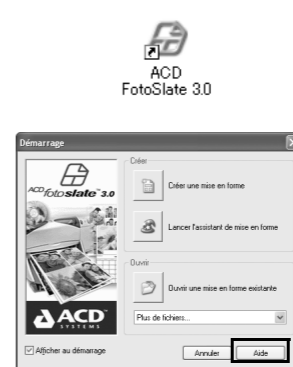 ACD
FotoSlate 3.0
Démarrage
ACD fotoslate 3.0
ACD
SYSTEMS
Créer
Créer une mise en forme
Lancer l'assistant de mise en forme
Ouvrir
Ouvrir une mise en forme existante
Plus de fichiers...
Afficher au démarrage
Annuler
Aide